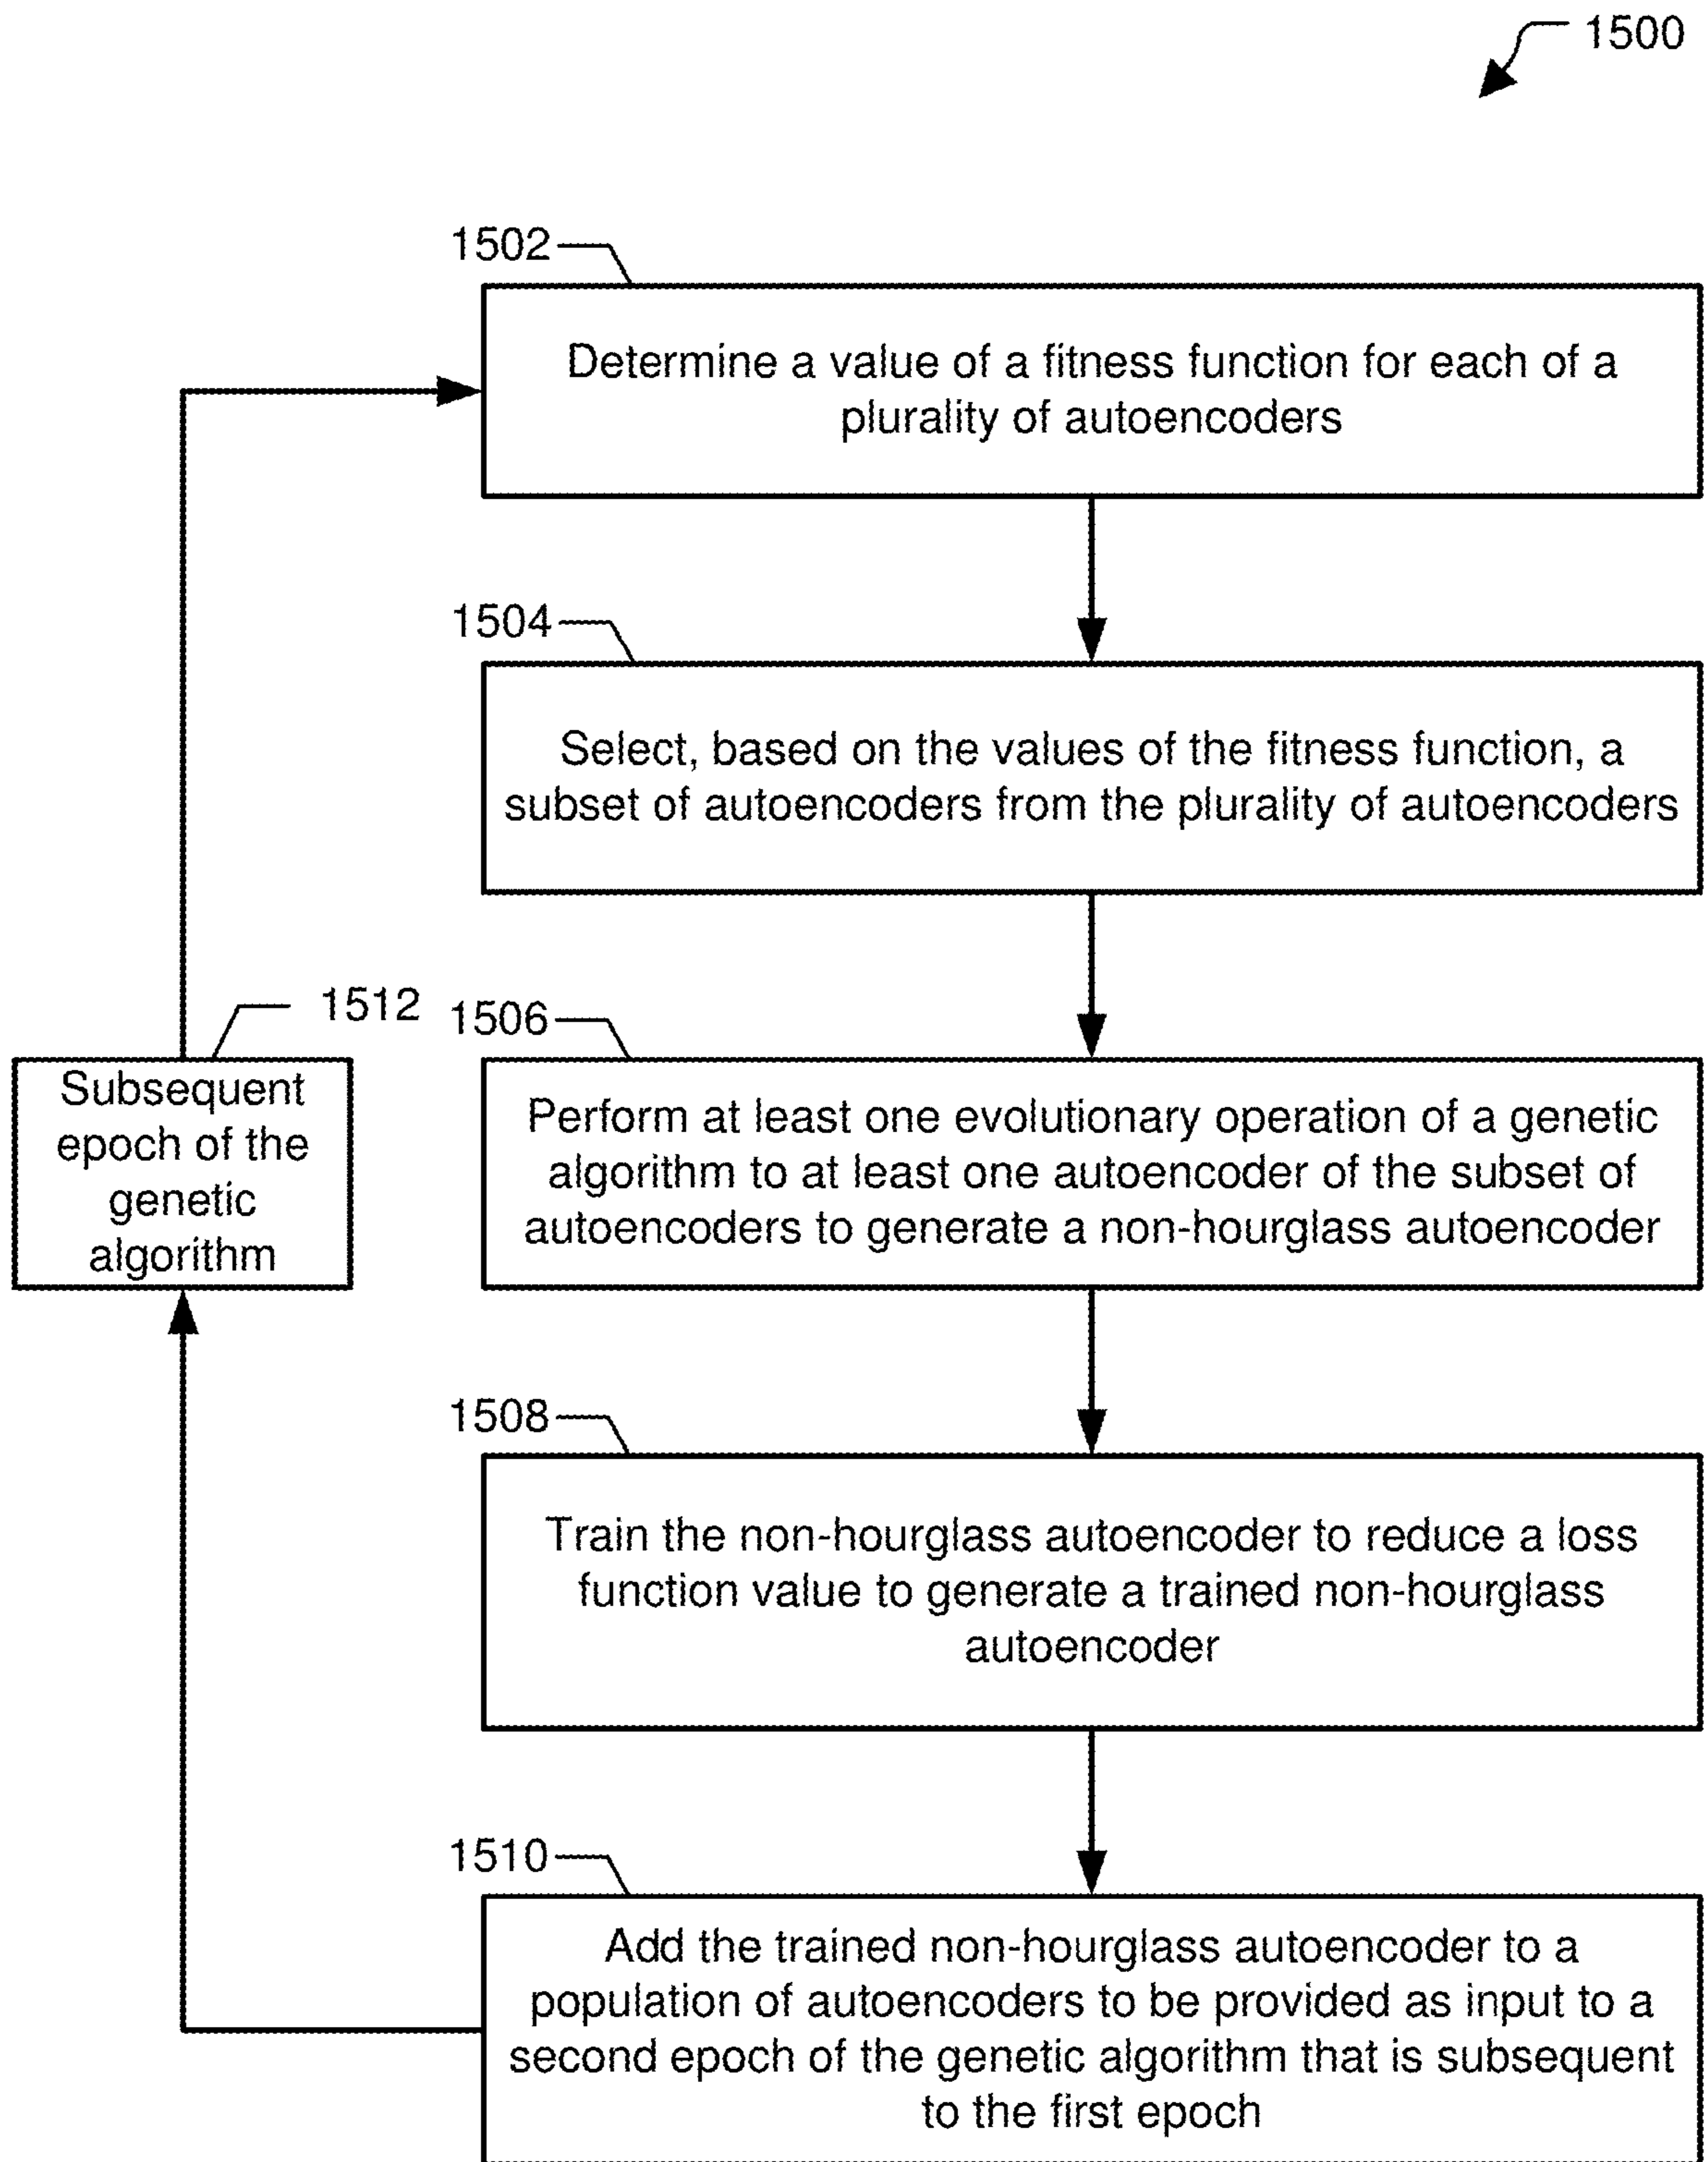 1500
1502
Determine a value of a fitness function for each of a
plurality of autoencoders
1504
Select, based on the values of the fitness function, a
subset of autoencoders from the plurality of autoencoders
1512
Subsequent
epoch of the
genetic
algorithm
1506
Perform at least one evolutionary operation of a genetic
algorithm to at least one autoencoder of the subset of
autoencoders to generate a non-hourglass autoencoder
1508
Train the non-hourglass autoencoder to reduce a loss
function value to generate a trained non-hourglass
autoencoder
1510
Add the trained non-hourglass autoencoder to a
population of autoencoders to be provided as input to a
second epoch of the genetic algorithm that is subsequent
to the first epoch